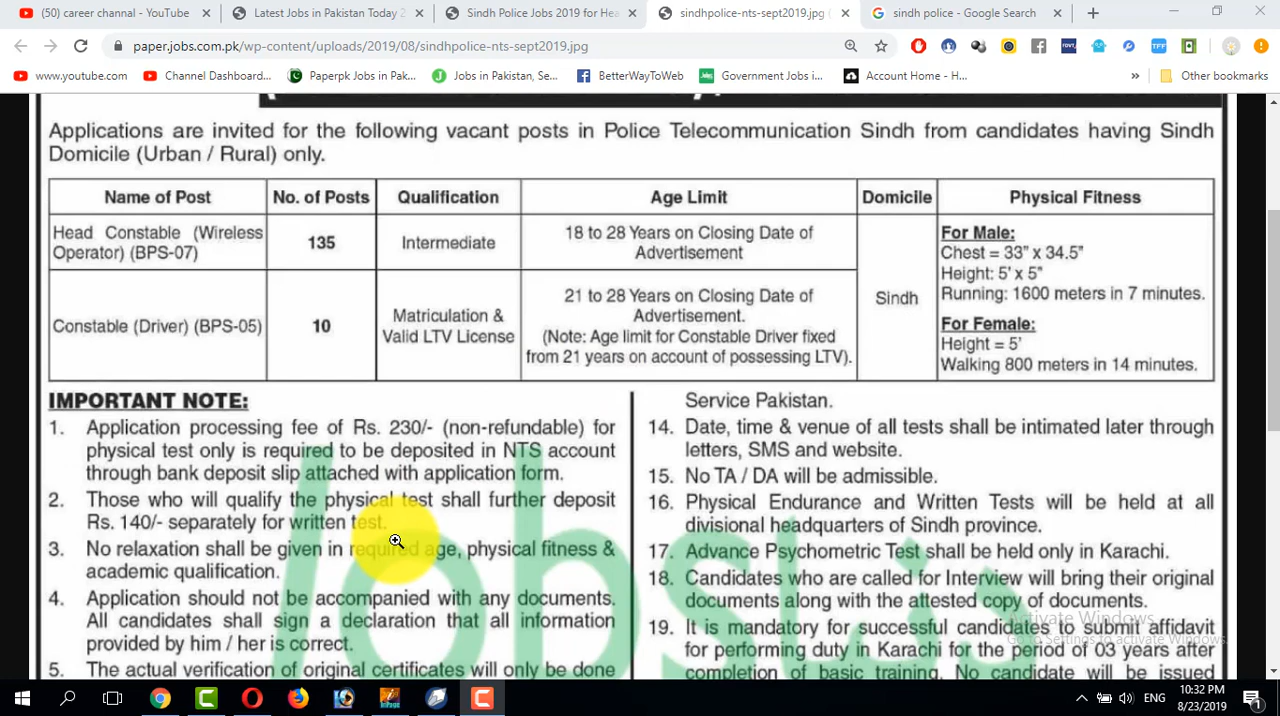 (50) career channel - YouTube
Latest Jobs in Pakistan Today 2
Sindh Police Jobs 2019 for Hea
sindhpolice-nts-sept2019.jpg (
sindh police - Google Search
paper.jobs.com.pk/wp-content/uploads/2019/08/sindhpolice-nts-sept2019.jpg
www.youtube.com
Channel Dashboard...
Paperpk Jobs in Pak...
Jobs in Pakistan, Se...
BetterWayToWeb
Government Jobs i...
Account Home - H...
»
Other bookmarks
Applications are invited for the following vacant posts in Police Telecommunication Sindh from candidates having Sindh
Domicile (Urban / Rural) only.
Name of Post No. of Posts Qualification Age Limit Domicile Physical Fitness
Head Constable (Wireless
Operator) (BPS-07)
135
Intermediate
18 to 28 Years on Closing Date of
Advertisement
Constable (Driver) (BPS-05)
10
Matriculation &
Valid LTV License
21 to 28 Years on Closing Date of
Advertisement.
(Note: Age limit for Constable Driver fixed
from 21 years on account of possessing LTV).
Sindh
For Male:
Chest = 33" x 34.5"
Height: 5' x 5"
Running: 1600 meters in 7 minutes.
For Female:
Height = 5'
Walking 800 meters in 14 minutes.
IMPORTANT NOTE:
1. Application processing fee of Rs. 230/- (non-refundable) for
physical test only is required to be deposited in NTS account
through bank deposit slip attached with application form.
2. Those who will qualify the physical test shall further deposit
Rs. 140/- separately for written test.
3. No relaxation shall be given in required age, physical fitness &
academic qualification.
4. Application should not be accompanied with any documents.
All candidates shall sign a declaration that all information
provided by him / her is correct.
5. The actual verification of original certificates will only be done
Service Pakistan.
14. Date, time & venue of all tests shall be intimated later through
letters, SMS and website.
15. No TA / DA will be admissible.
16. Physical Endurance and Written Tests will be held at all
divisional headquarters of Sindh province.
17. Advance Psychometric Test shall be held only in Karachi.
18. Candidates who are called for Interview will bring their original
documents along with the attested copy of documents.
19. It is mandatory for successful candidates to submit affidavit
for performing duty in Karachi for the period of 03 years after
completion of basic training. No candidate will be issued
Activate Windows
Go to Settings to activate Windows.
ENG
10:32 PM
8/23/2019